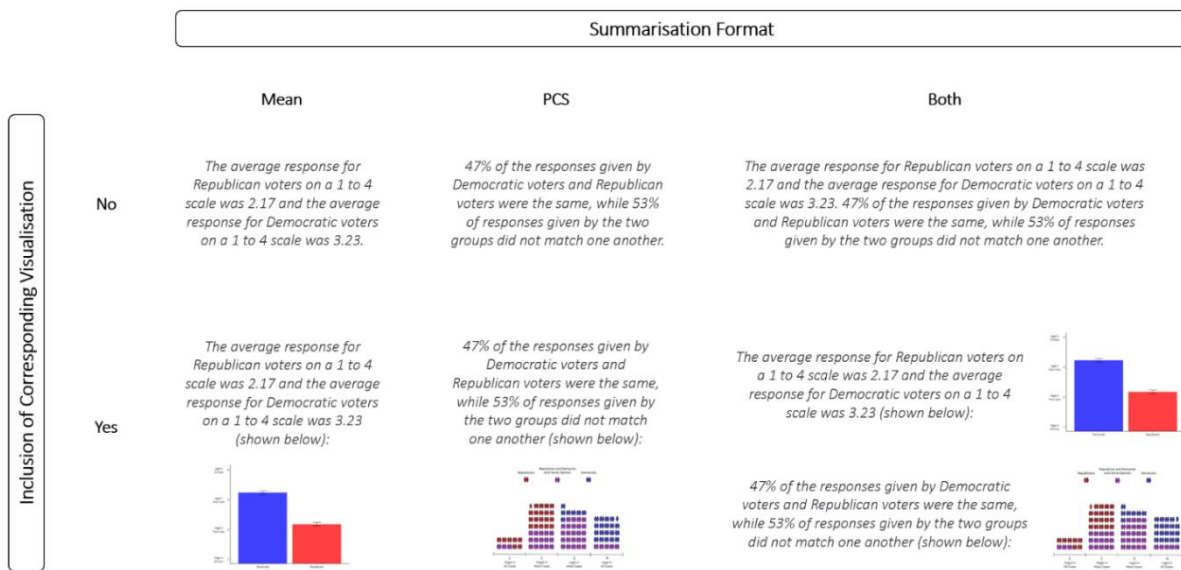 Summarisation Format
Mean
PCS
Both
Inclusion of Corresponding Visualisation
No
The average response for
Republican voters on a 1 to 4
scale was 2.17 and the average
response for Democratic voters
on a 1 to 4 scale was 3.23.
47% of the responses given by
Democratic voters and Republican
voters were the same, while 53%
of responses given by the two
groups did not match one another.
The average response for Republican voters on a 1 to 4 scale was
2.17 and the average response for Democratic voters on a 1 to 4
scale was 3.23. 47% of the responses given by Democratic voters
and Republican voters were the same, while 53% of responses
given by the two groups did not match one another.
Yes
The average response for
Republican voters on a 1 to 4
scale was 2.17 and the average
response for Democratic voters
on a 1 to 4 scale was 3.23
(shown below):
47% of the responses given by
Democratic voters and
Republican voters were the same,
while 53% of responses given by
the two groups did not match
one another (shown below):
The average response for Republican voters on
a 1 to 4 scale was 2.17 and the average
response for Democratic voters on a 1 to 4
scale was 3.23 (shown below):
47% of the responses given by Democratic
voters and Republican voters were the same,
while 53% of responses given by the two groups
did not match one another (shown below):